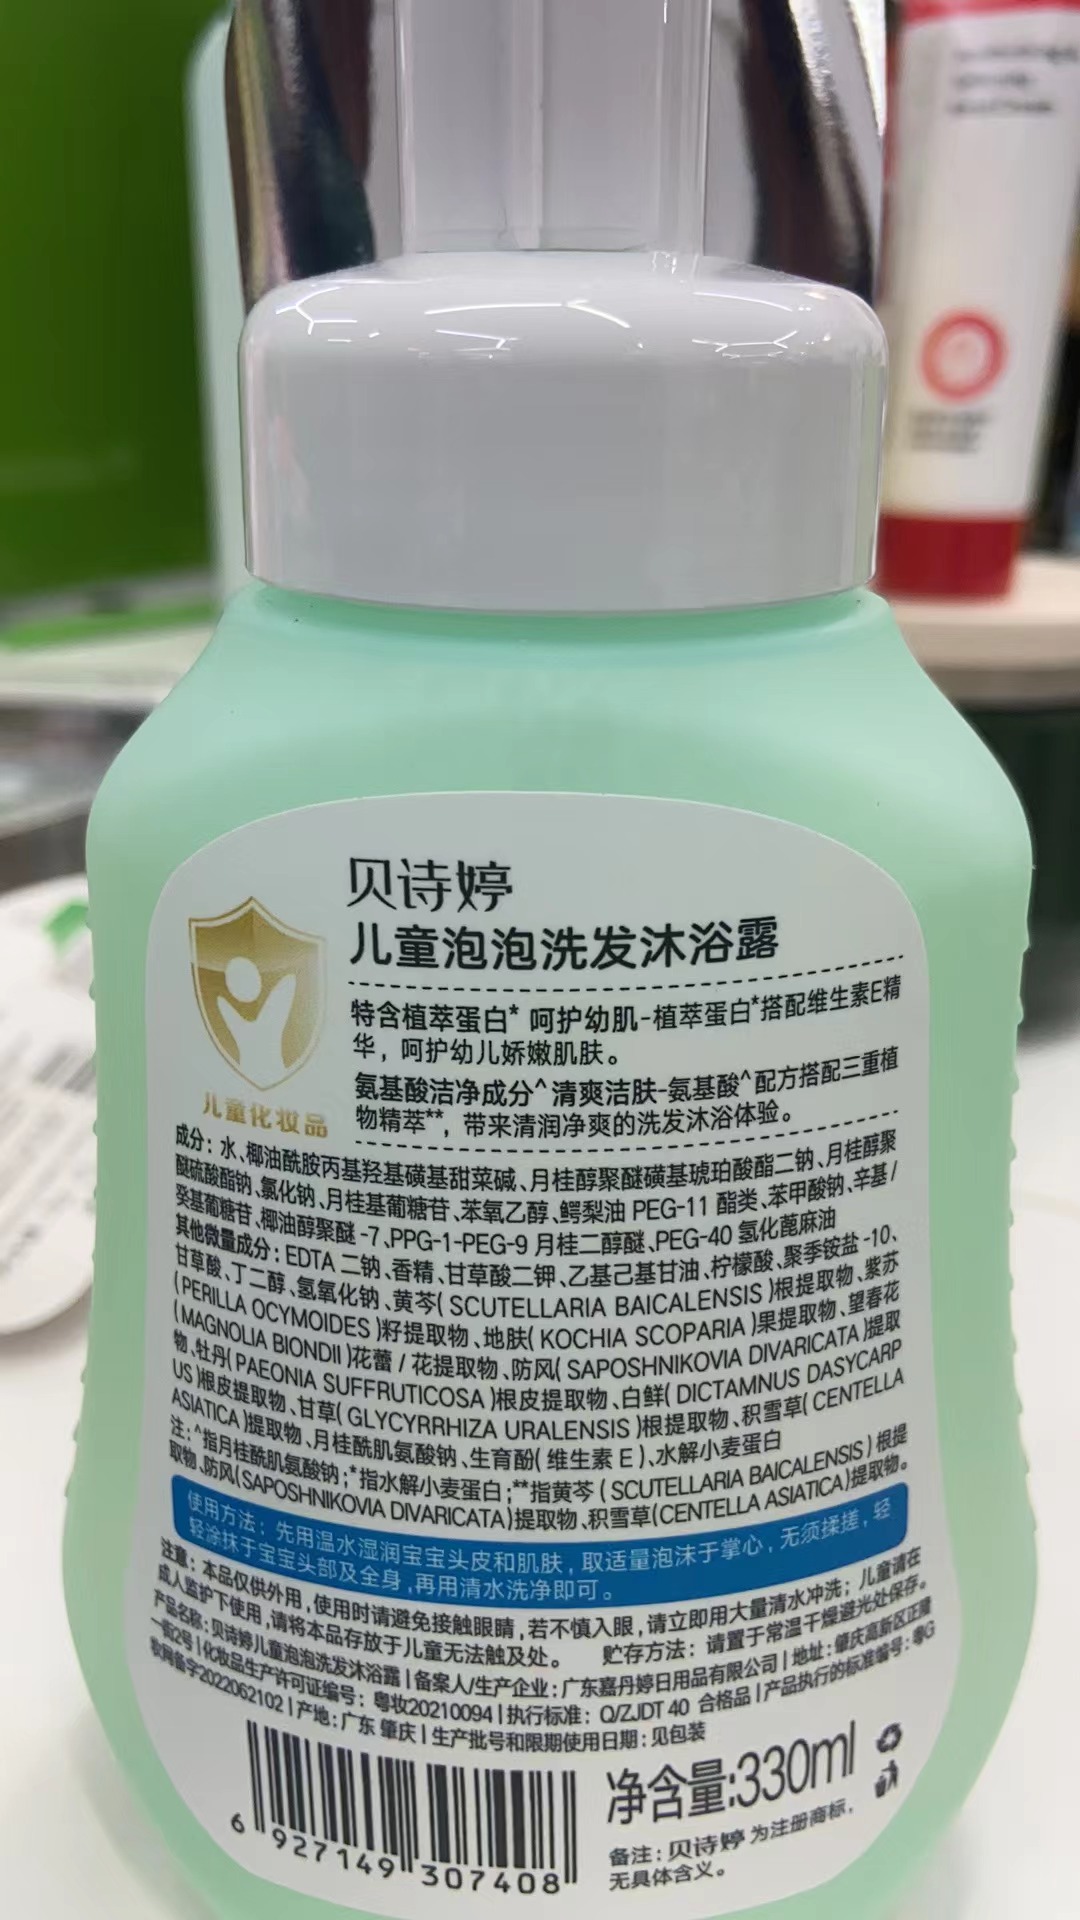 贝诗婷
儿童泡泡洗发沐浴露
儿童化妆品
特含植萃蛋白* 呵护幼肌-植萃蛋白*搭配维生素E精
华，呵护幼儿娇嫩肌肤。
氨基酸洁净成分^清爽洁肤-氨基酸^配方搭配三重植
物精萃**，带来清润净爽的洗发沐浴体验。
成分：水、椰油酰胺丙基羟基磺基甜菜碱、月桂醇聚醚磺基琥珀酸酯二钠、月桂醇聚
醚硫酸酯钠、氯化钠、月桂基葡糖苷、苯氧乙醇、鳄梨油 PEG-11 酯类、苯甲酸钠、辛基/
癸基葡糖苷、椰油醇聚醚-7、PPG-1-PEG-9 月桂二醇醚、PEG-40 氢化蓖麻油
其他微量成分：EDTA 二钠、香精、甘草酸二钾、乙基己基甘油、柠檬酸、聚季铵盐-10、
甘草酸、丁二醇、氢氧化钠、黄芩(SCUTELLARIA BAICALENSIS)根提取物、紫苏
(PERILLA OCYMOIDES)籽提取物、地肤(KOCHIA SCOPARIA)果提取物、望春花
(MAGNOLIA BIONDII)花蕾/花提取物、防风(SAPOSHNIKOVIA DIVARICATA)提取
物、牡丹(PAEONIA SUFFRUTICOSA)根皮提取物、白鲜(DICTAMNUS DASYCARP
US)根皮提取物、甘草(GLYCYRRHIZA URALENSIS)根提取物、积雪草(CENTELLA
ASIATICA)提取物、月桂酰肌氨酸钠、生育酚(维生素E)、水解小麦蛋白
注：^指月桂酰肌氨酸钠；*指水解小麦蛋白；**指黄芩(SCUTELLARIA BAICALENSIS)根提
取物、防风(SAPOSHNIKOVIA DIVARICATA)提取物、积雪草(CENTELLA ASIATICA)提取物。
使用方法：先用温水湿润宝宝头皮和肌肤，取适量泡沫于掌心，无须揉搓，轻
轻涂抹于宝宝头部及全身，再用清水洗净即可。
注意：本品仅供外用，使用时请避免接触眼睛，若不慎入眼，请立即用大量清水冲洗；儿童请在
成人监护下使用，请将本品存放于儿童无法触及处。 贮存方法：请置于常温干燥避光处保存。
产品名称：贝诗婷儿童泡泡洗发沐浴露|备案人/生产企业：广东嘉丹婷日用品有限公司|地址：肇庆高新区正隆
一街2号|化妆品生产许可证编号：粤妆20210094|执行标准：Q/ZJDT 40 合格品|产品执行的标准编号：粤G
妆网备字2022062102|产地：广东 肇庆|生产批号和限期使用日期：见包装
净含量:330ml
备注：贝诗婷为注册商标，
无具体含义。
6 927149 307408